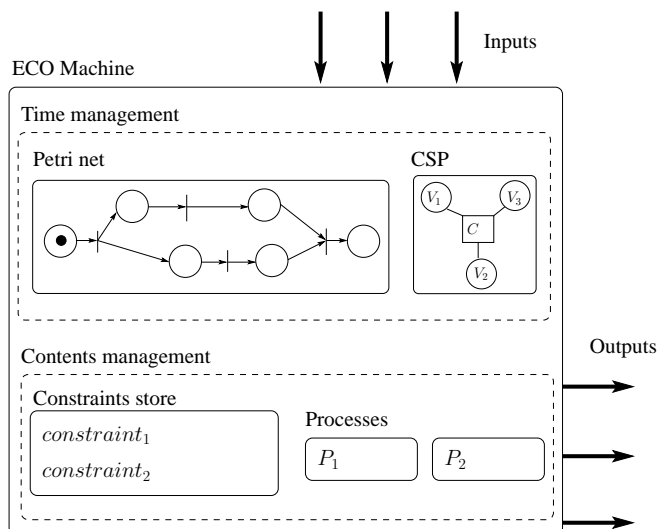 Inputs
ECO Machine
Time management
Petri net
CSP
V₁
V₃
C
V₂
Contents management
Outputs
Constraints store
constraint₁
constraint₂
Processes
P₁
P₂